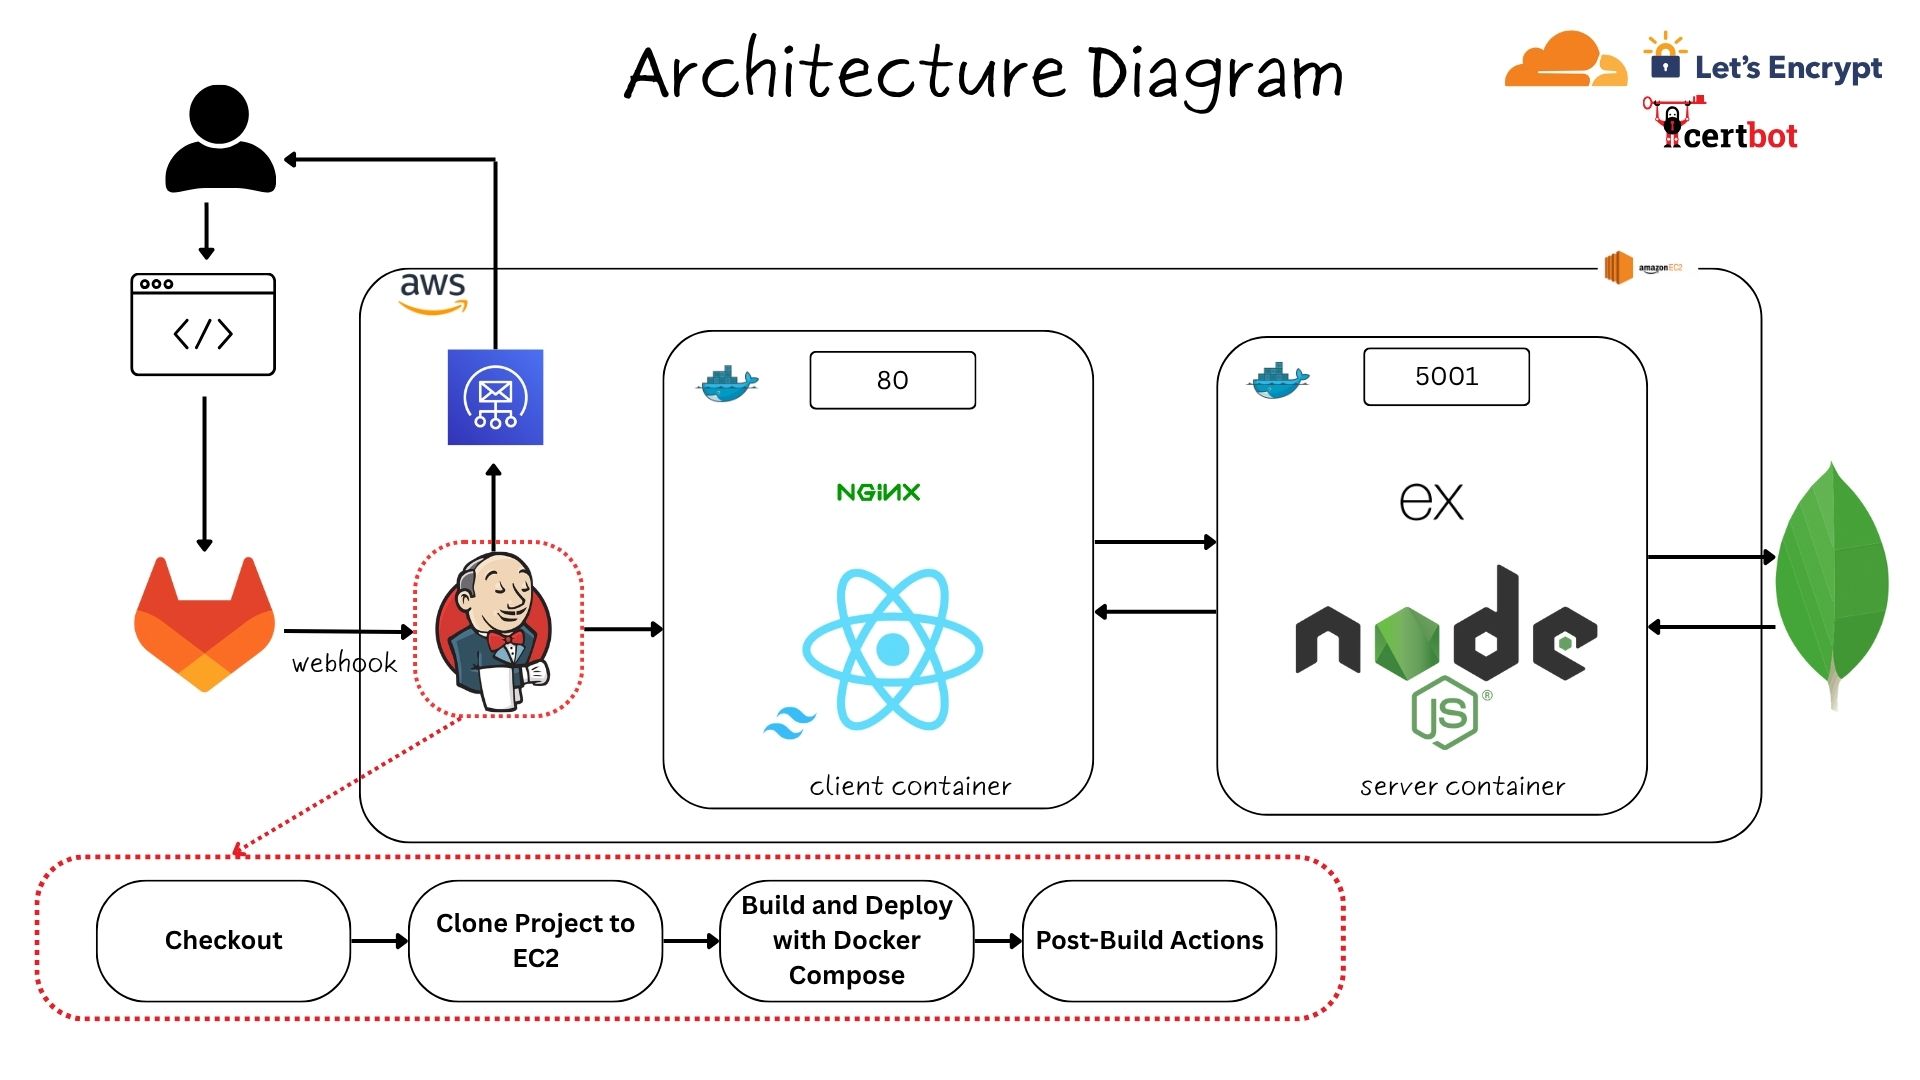 Architecture Diagram
Let's Encrypt
certbot
aws
amazon EC2
80
5001
NGINX
ex
node
JS
®
webhook
client container
server container
Checkout
Clone Project to
EC2
Build and Deploy
with Docker
Compose
Post-Build Actions